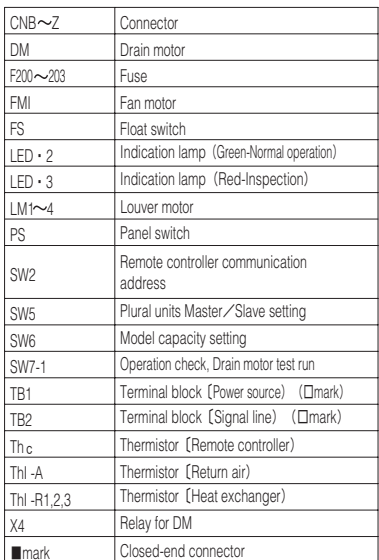 CNB～Z Connector
DM Drain motor
F200～203 Fuse
FMI Fan motor
FS Float switch
LED・2 Indication lamp（Green-Normal operation）
LED・3 Indication lamp（Red-Inspection）
LM1～4 Louver motor
PS Panel switch
SW2 Remote controller communication
address
SW5 Plural units Master／Slave setting
SW6 Model capacity setting
SW7-1 Operation check, Drain motor test run
TB1 Terminal block〔Power source〕（□mark）
TB2 Terminal block〔Signal line〕（□mark）
Thc Thermistor〔Remote controller〕
ThI -A Thermistor〔Return air〕
ThI -R1,2,3 Thermistor〔Heat exchanger〕
X4 Relay for DM
■mark Closed-end connector